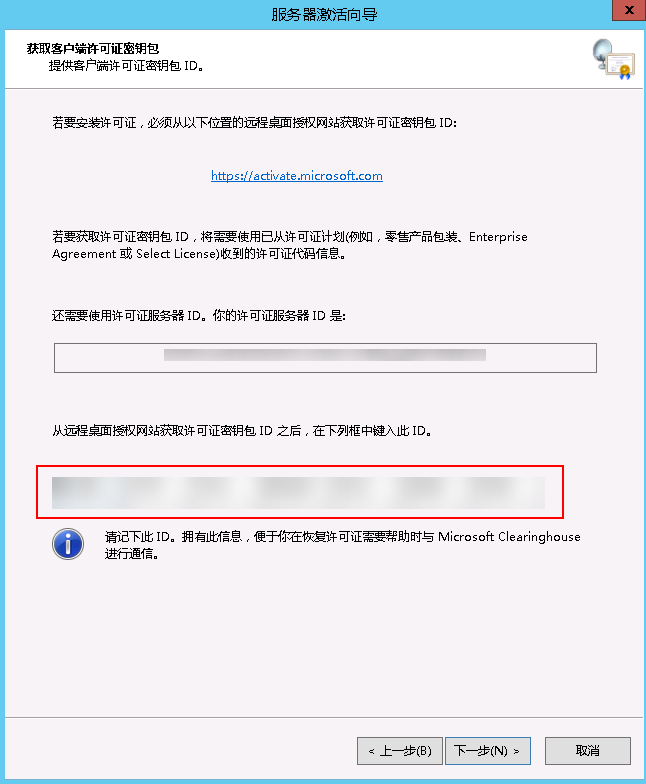 服务器激活向导
x
获取客户端许可证密钥包
提供客户端许可证密钥包 ID。
若要安装许可证，必须从以下位置的远程桌面授权网站获取许可证密钥包 ID:
https://activate.microsoft.com
若要获取许可证密钥包 ID，将需要使用已从许可证计划(例如，零售产品包装、Enterprise
Agreement 或 Select License)收到的许可证代码信息。
还需要使用许可证服务器 ID。你的许可证服务器 ID 是:
从远程桌面授权网站获取许可证密钥包 ID 之后，在下列框中键入此 ID。
请记下此 ID。拥有此信息，便于你在恢复许可证需要帮助时与 Microsoft Clearinghouse
进行通信。
< 上一步(B)
下一步(N) >
取消